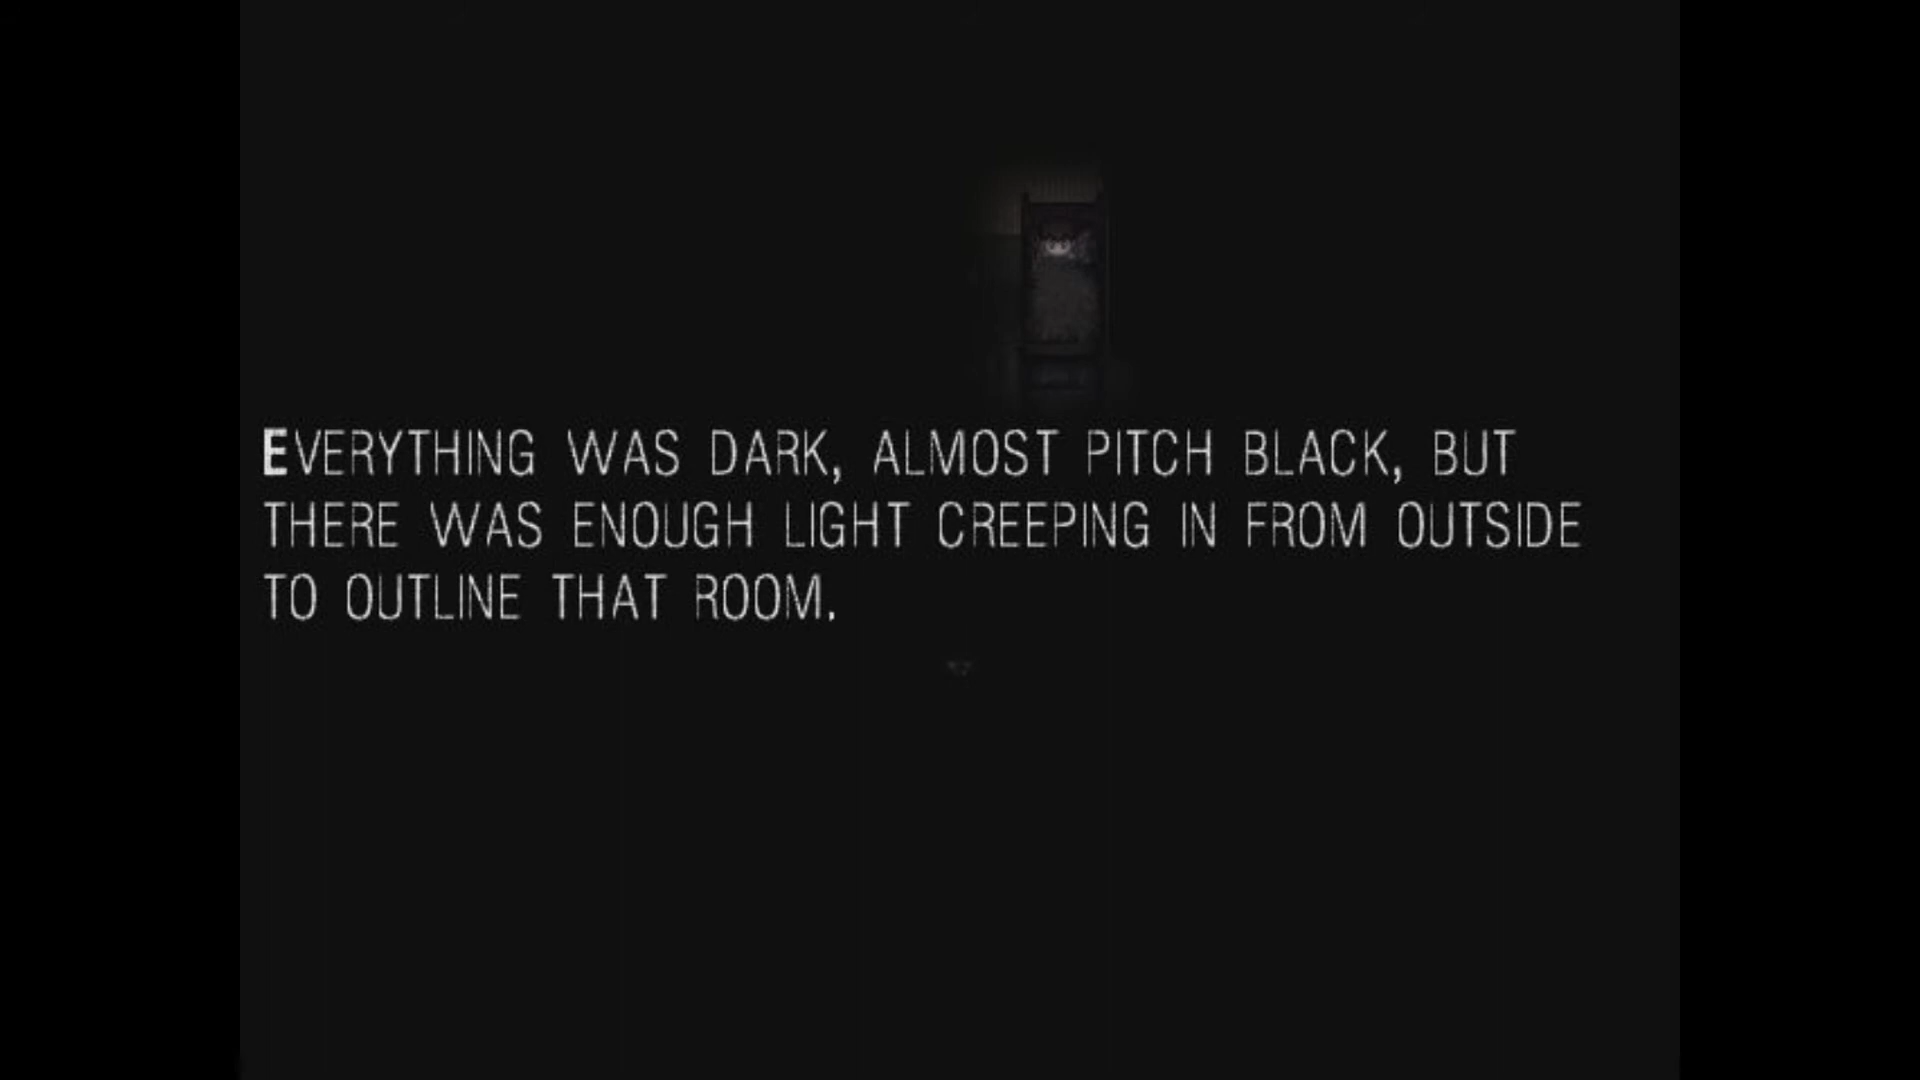 EVERYTHING WAS DARK, ALMOST PITCH BLACK, BUT
THERE WAS ENOUGH LIGHT CREEPING IN FROM OUTSIDE
TO OUTLINE THAT ROOM.